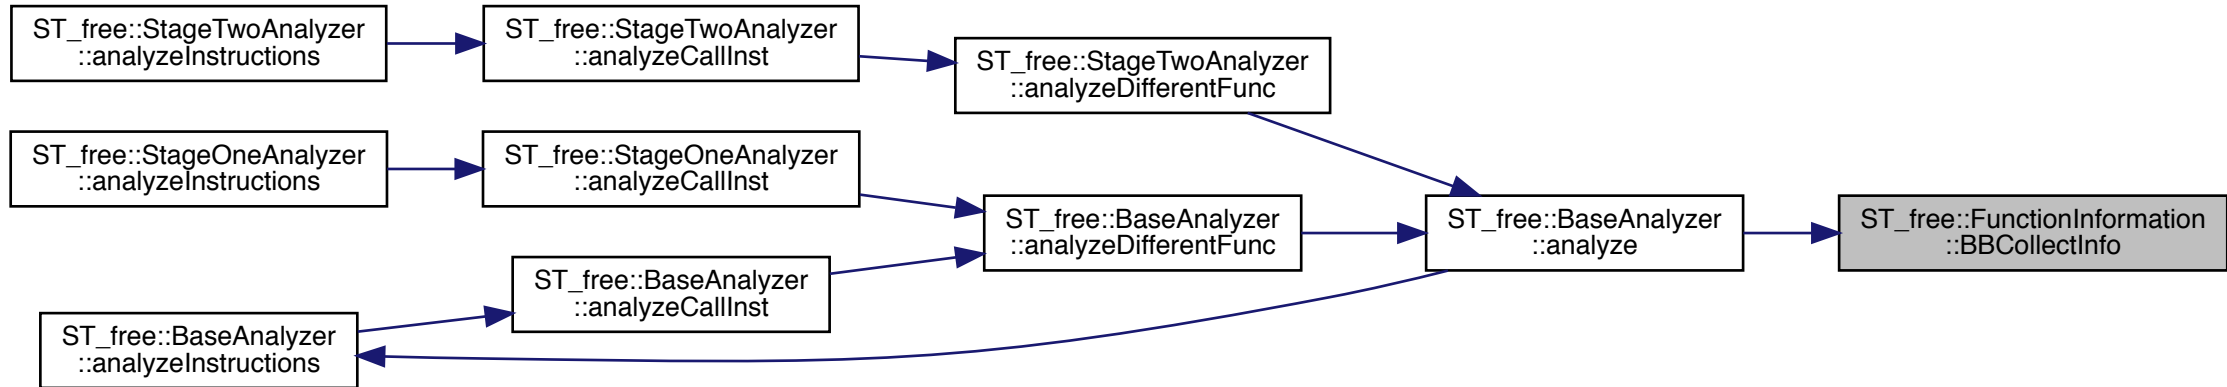 ST_free::StageTwoAnalyzer
::analyzeInstructions
ST_free::StageTwoAnalyzer
::analyzeCallInst
ST_free::StageTwoAnalyzer
::analyzeDifferentFunc
ST_free::StageOneAnalyzer
::analyzeInstructions
ST_free::StageOneAnalyzer
::analyzeCallInst
ST_free::BaseAnalyzer
::analyzeDifferentFunc
ST_free::BaseAnalyzer
::analyze
ST_free::FunctionInformation
::BBCollectInfo
ST_free::BaseAnalyzer
::analyzeCallInst
ST_free::BaseAnalyzer
::analyzeInstructions